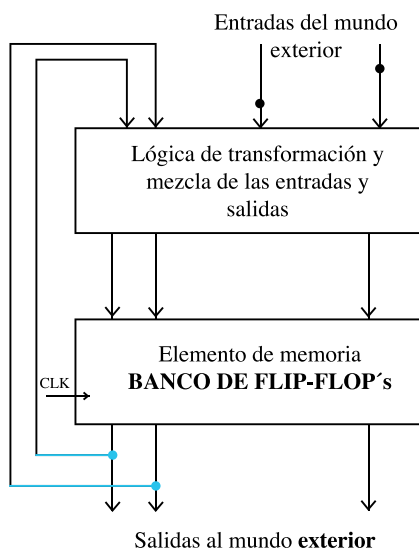 Entradas del mundo
exterior
Lógica de transformación y
mezcla de las entradas y
salidas
Elemento de memoria
BANCO DE FLIP-FLOP´s
CLK
Salidas al mundo exterior